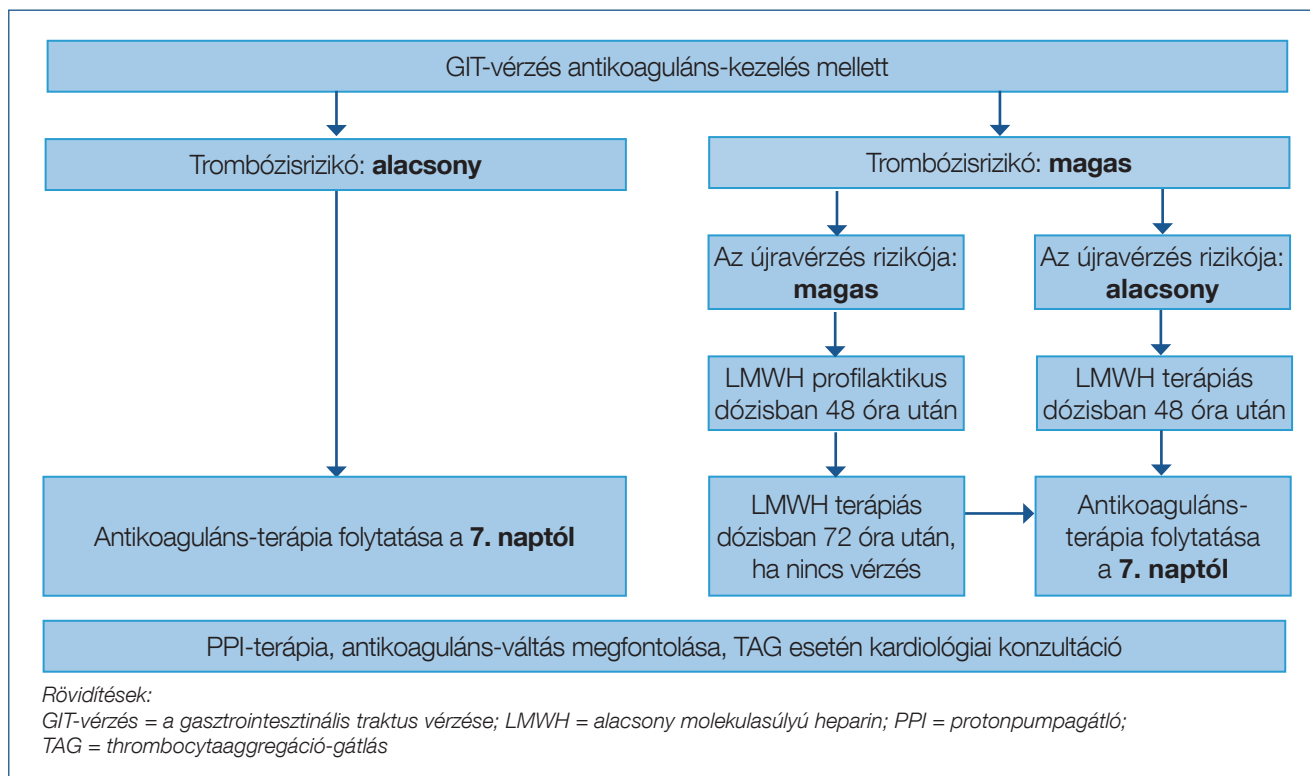 GIT-vérzés antikoaguláns-kezelés mellett
Trombózisrizikó: alacsony
Trombózisrizikó: magas
Az újravérzés rizikója:
magas
Az újravérzés rizikója:
alacsony
LMWH profilaktikus
dózisban 48 óra után
LMWH terápiás
dózisban 48 óra után
Antikoaguláns-terápia folytatása a 7. naptól
LMWH terápiás
dózisban 72 óra után,
ha nincs vérzés
Antikoaguláns-
terápia folytatása
a 7. naptól
PPI-terápia, antikoaguláns-váltás megfontolása, TAG esetén kardiológiai konzultáció
Rövidítések:
GIT-vérzés = a gasztrointesztinális traktus vérzése; LMWH = alacsony molekulasúlyú heparin; PPI = protonpumpagátló;
TAG = thrombocytaaggregáció-gátlás